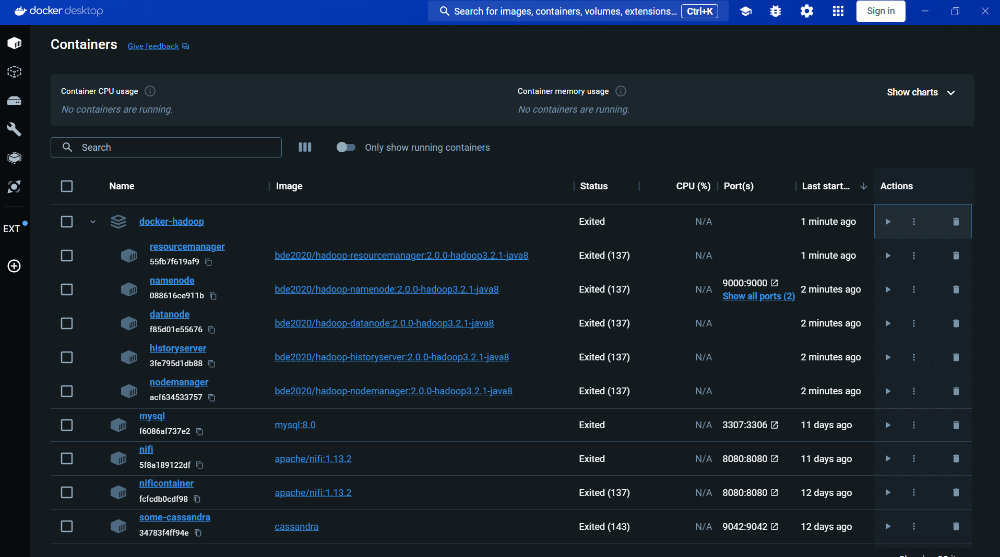 docker desktop
Search for images, containers, volumes, extensions... Ctrl+K
Sign in
Containers Give feedback
Container CPU usage
No containers are running.
Container memory usage
No containers are running.
Show charts
Search
Only show running containers
Name Image Status CPU (%) Port(s) Last start... Actions
docker-hadoop Exited N/A 1 minute ago
EXT
resourcemanager
55fb7f619af9
bde2020/hadoop-resourcemanager:2.0.0-hadoop3.2.1-java8 Exited (137) N/A 1 minute ago
namenode
088616ce911b
bde2020/hadoop-namenode:2.0.0-hadoop3.2.1-java8 Exited (137) N/A
9000:9000
Show all ports (2)
2 minutes ago
datanode
f85d01e55676
bde2020/hadoop-datanode:2.0.0-hadoop3.2.1-java8 Exited (137) N/A 2 minutes ago
historyserver
3fe795d1db88
bde2020/hadoop-historyserver:2.0.0-hadoop3.2.1-java8 Exited (137) N/A 2 minutes ago
nodemanager
acf634533757
bde2020/hadoop-nodemanager:2.0.0-hadoop3.2.1-java8 Exited (137) N/A 2 minutes ago
mysql
f6086af737e2
mysql:8.0 Exited N/A 3307:3306 11 days ago
nifi
5f8a189122df
apache/nifi:1.13.2 Exited N/A 8080:8080 11 days ago
nificontainer
fcfcdb0cdf98
apache/nifi:1.13.2 Exited (137) N/A 8080:8080 12 days ago
some-cassandra
34783f4ff94e
cassandra Exited (143) N/A 9042:9042 12 days ago